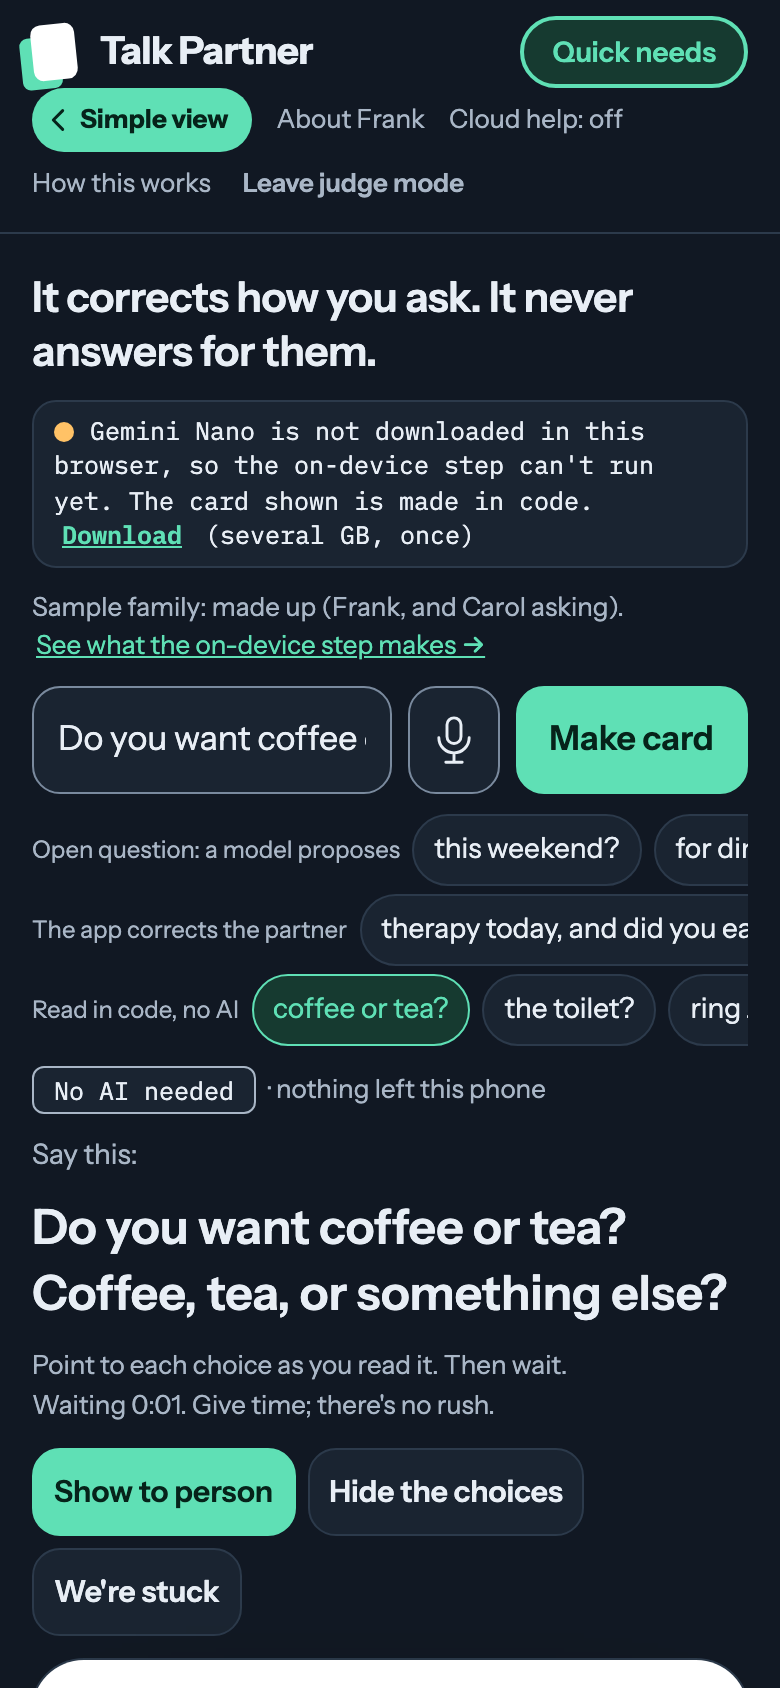 Talk Partner
Quick needs
Simple view
About Frank
Cloud help: off
How this works
Leave judge mode
It corrects how you ask. It never
answers for them.
Gemini Nano is not downloaded in this
browser, so the on-device step can't run
yet. The card shown is made in code.
Download (several GB, once)
Sample family: made up (Frank, and Carol asking).
See what the on-device step makes →
Do you want coffee
Make card
Open question: a model proposes
this weekend?
for
The app corrects the partner
therapy today, and did you
Read in code, no AI
coffee or tea?
the toilet?
ring
No AI needed
· nothing left this phone
Say this:
Do you want coffee or tea?
Coffee, tea, or something else?
Point to each choice as you read it. Then wait.
Waiting 0:01. Give time; there's no rush.
Show to person
Hide the choices
We're stuck